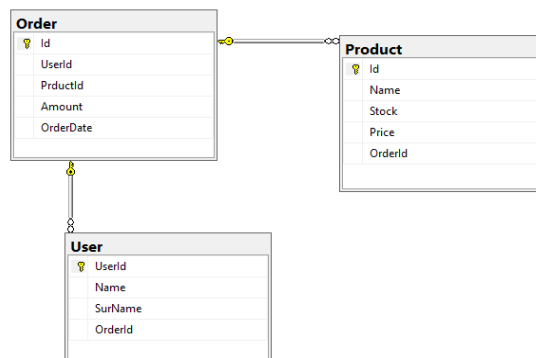 Order
Id
UserId
PrductId
Amount
OrderDate
Product
Id
Name
Stock
Price
OrderId
User
UserId
Name
SurName
OrderId